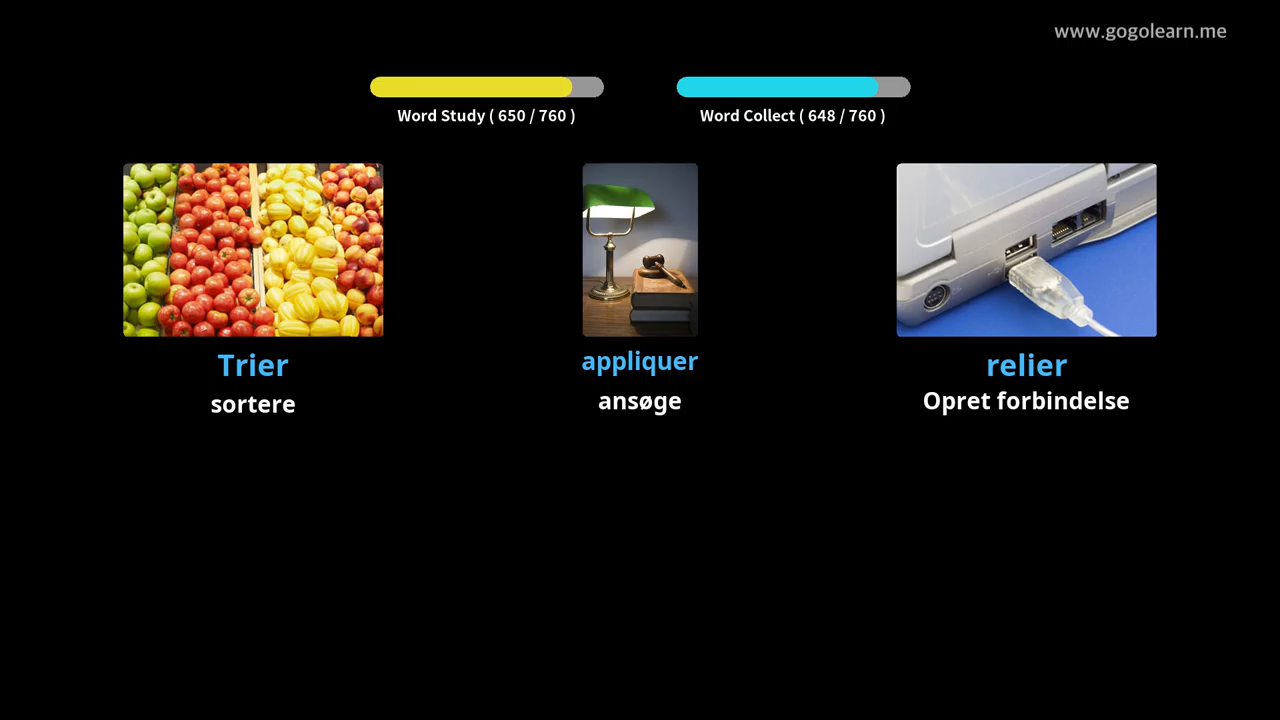 www.gogolearn.me
Word Study ( 650 / 760 )
Word Collect ( 648 / 760 )
Trier
sortere
appliquer
ansøge
relier
Opret forbindelse